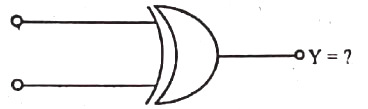 Y = ?